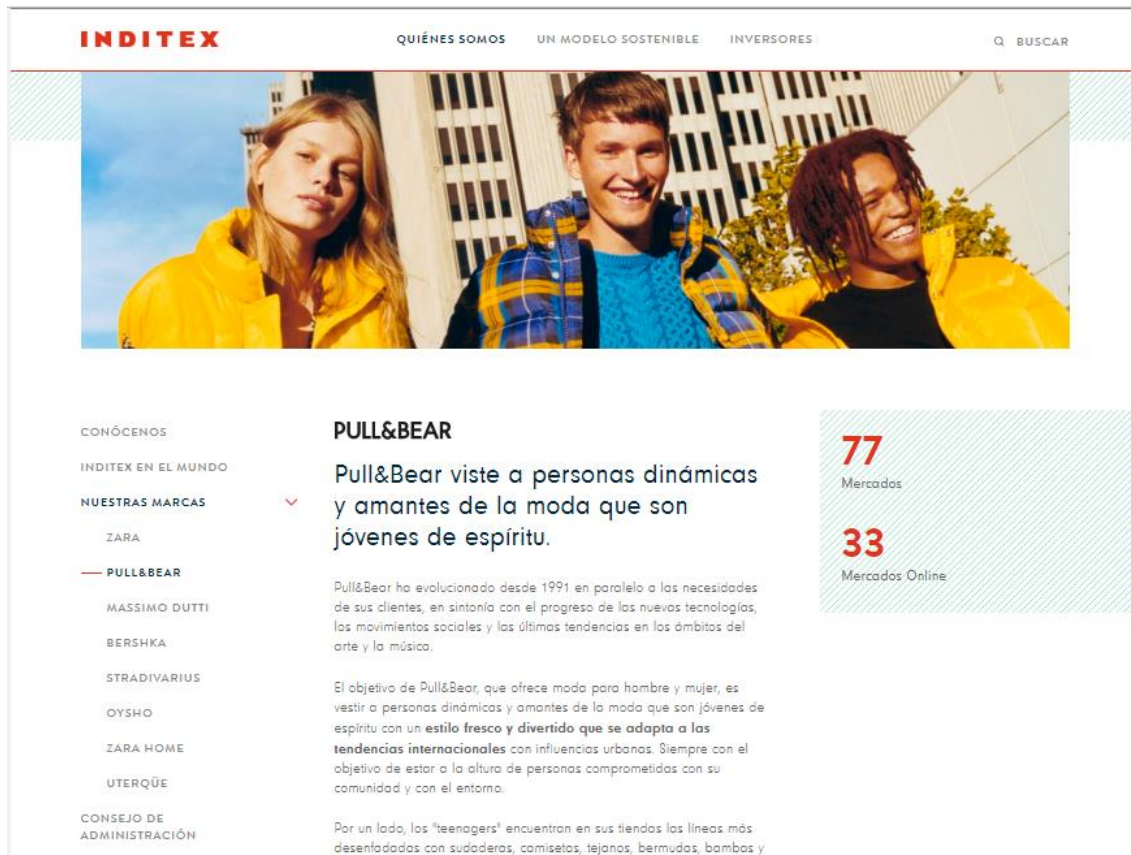 INDITEX
QUIÉNES SOMOS
UN MODELO SOSTENIBLE
INVERSORES
BUSCAR
CONÓCENOS
INDITEX EN EL MUNDO
NUESTRAS MARCAS
ZARA
PULL&BEAR
MASSIMO DUTTI
BERSHKA
STRADIVARIUS
OYSHO
ZARA HOME
UTERQÜE
CONSEJO DE
ADMINISTRACIÓN
PULL&BEAR
Pull&Bear viste a personas dinámicas
y amantes de la moda que son
jóvenes de espíritu.
Pull&Bear ha evolucionado desde 1991 en paralelo a las necesidades
de sus clientes, en sintonía con el progreso de las nuevas tecnologías,
los movimientos sociales y las últimas tendencias en los ámbitos del
arte y la música.
El objetivo de Pull&Bear, que ofrece moda para hombre y mujer, es
vestir a personas dinámicas y amantes de la moda que son jóvenes de
espíritu con un estilo fresco y divertido que se adapta a las
tendencias internacionales con influencias urbanas. Siempre con el
objetivo de estar a la altura de personas comprometidas con su
comunidad y con el entorno.
Por un lado, los "teenagers" encuentran en sus tiendas las líneas más
desenfadadas con sudaderas, camisetas, tejanos, bermudas, bambas y
77
Mercados
33
Mercados Online